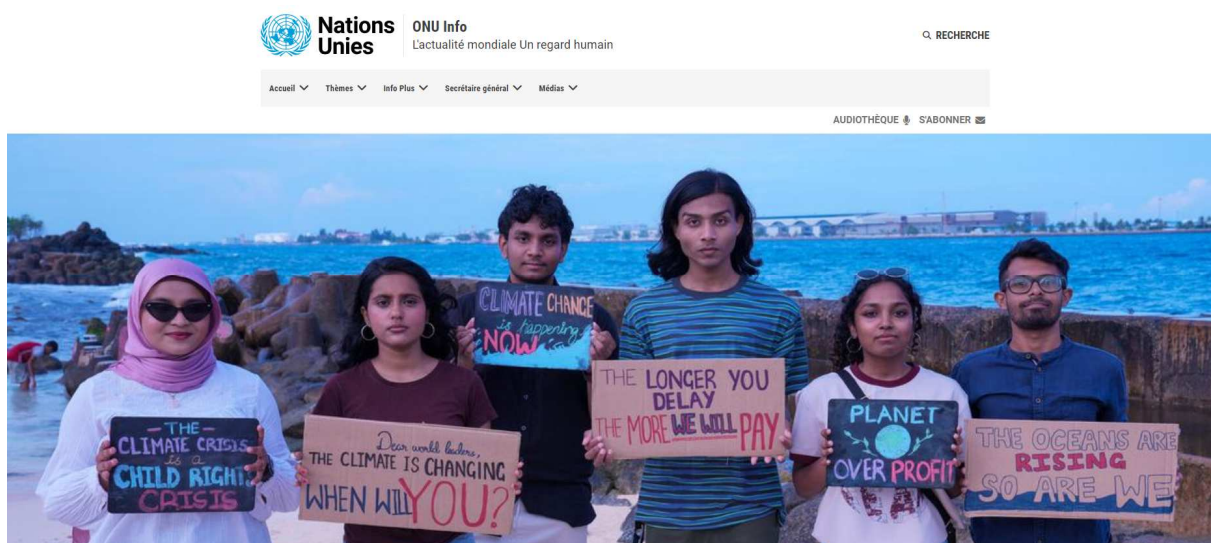 Nations
Unies
ONU Info
L'actualité mondiale Un regard humain
RECHERCHE
Accueil
Thèmes
Info Plus
Secrétaire général
Médias
AUDIOTHÈQUE
S'ABONNER
THE
CLIMATE CRISIS
is a
CHILD RIGHTS
CRISIS
Dear world leaders,
THE CLIMATE IS CHANGING
WHEN WILL YOU?
CLIMATE CHANGE
is happening
NOW
THE LONGER YOU
DELAY
THE MORE WE WILL PAY
PLANET
OVER PROFIT
THE OCEANS ARE
RISING
SO ARE WE